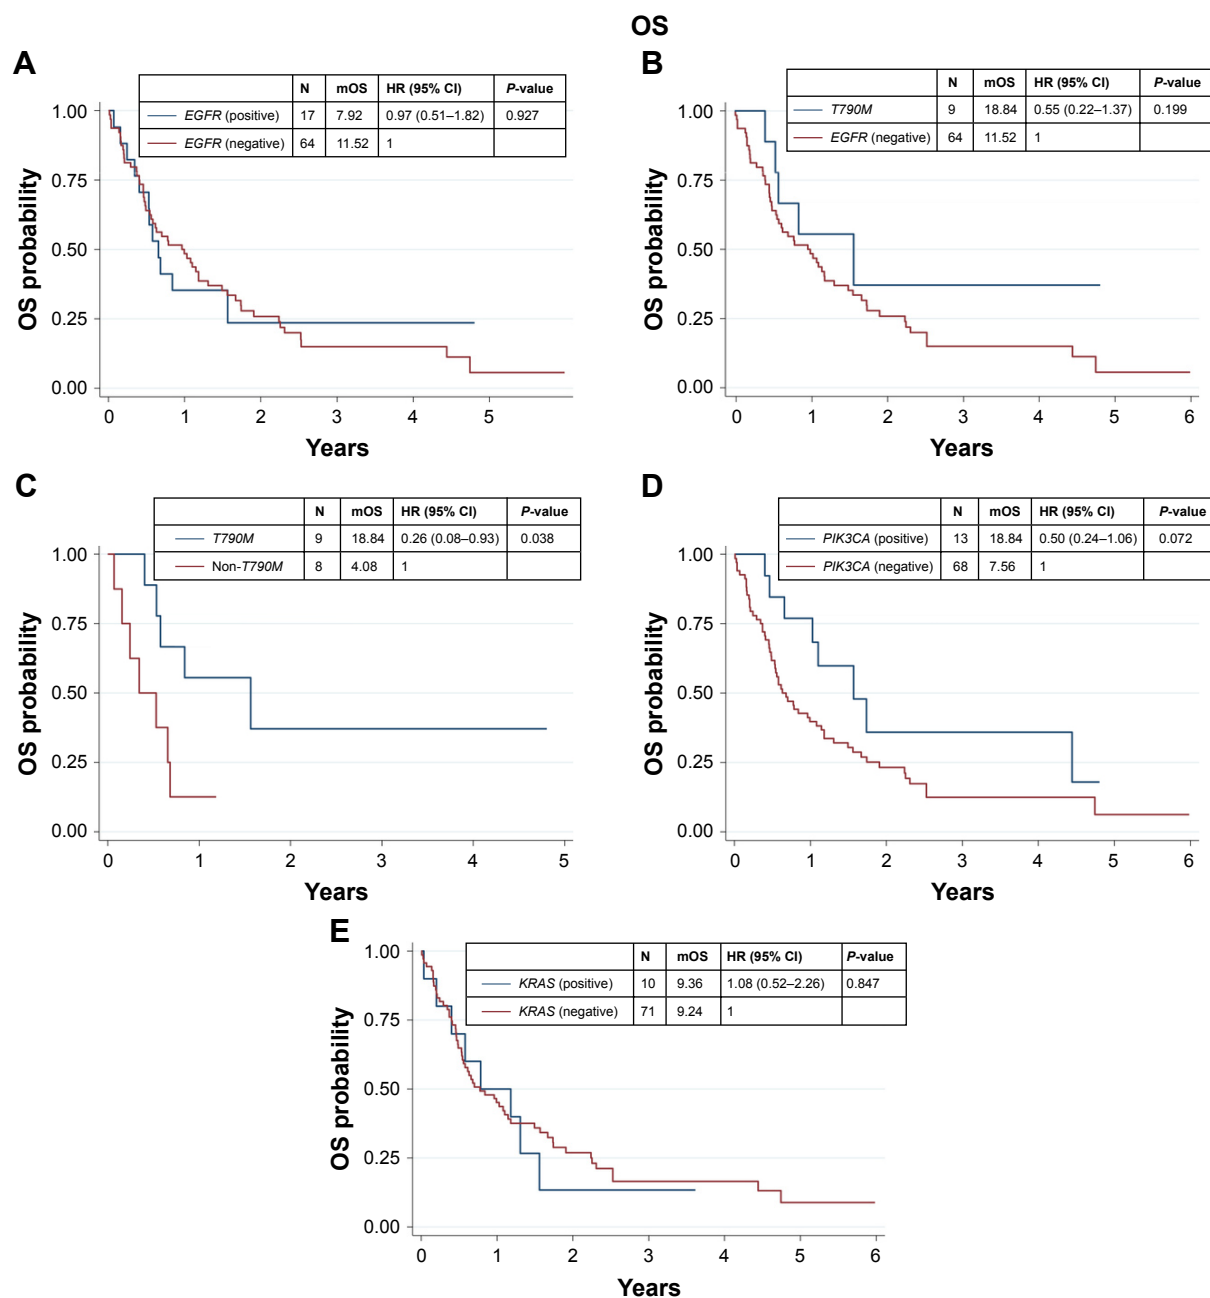 OS
A
N mOS HR (95% CI) P-value
EGFR (positive) 17 7.92 0.97 (0.51–1.82) 0.927
EGFR (negative) 64 11.52 1
1.00
0.75
0.50
0.25
0.00
OS probability
0 1 2 3 4 5
Years
B
N mOS HR (95% CI) P-value
T790M 9 18.84 0.55 (0.22–1.37) 0.199
EGFR (negative) 64 11.52 1
1.00
0.75
0.50
0.25
0.00
OS probability
0 1 2 3 4 5 6
Years
C
N mOS HR (95% CI) P-value
T790M 9 18.84 0.26 (0.08–0.93) 0.038
Non-T790M 8 4.08 1
1.00
0.75
0.50
0.25
0.00
OS probability
0 1 2 3 4 5
Years
D
N mOS HR (95% CI) P-value
PIK3CA (positive) 13 18.84 0.50 (0.24–1.06) 0.072
PIK3CA (negative) 68 7.56 1
1.00
0.75
0.50
0.25
0.00
OS probability
0 1 2 3 4 5 6
Years
E
N mOS HR (95% CI) P-value
KRAS (positive) 10 9.36 1.08 (0.52–2.26) 0.847
KRAS (negative) 71 9.24 1
1.00
0.75
0.50
0.25
0.00
OS probability
0 1 2 3 4 5 6
Years